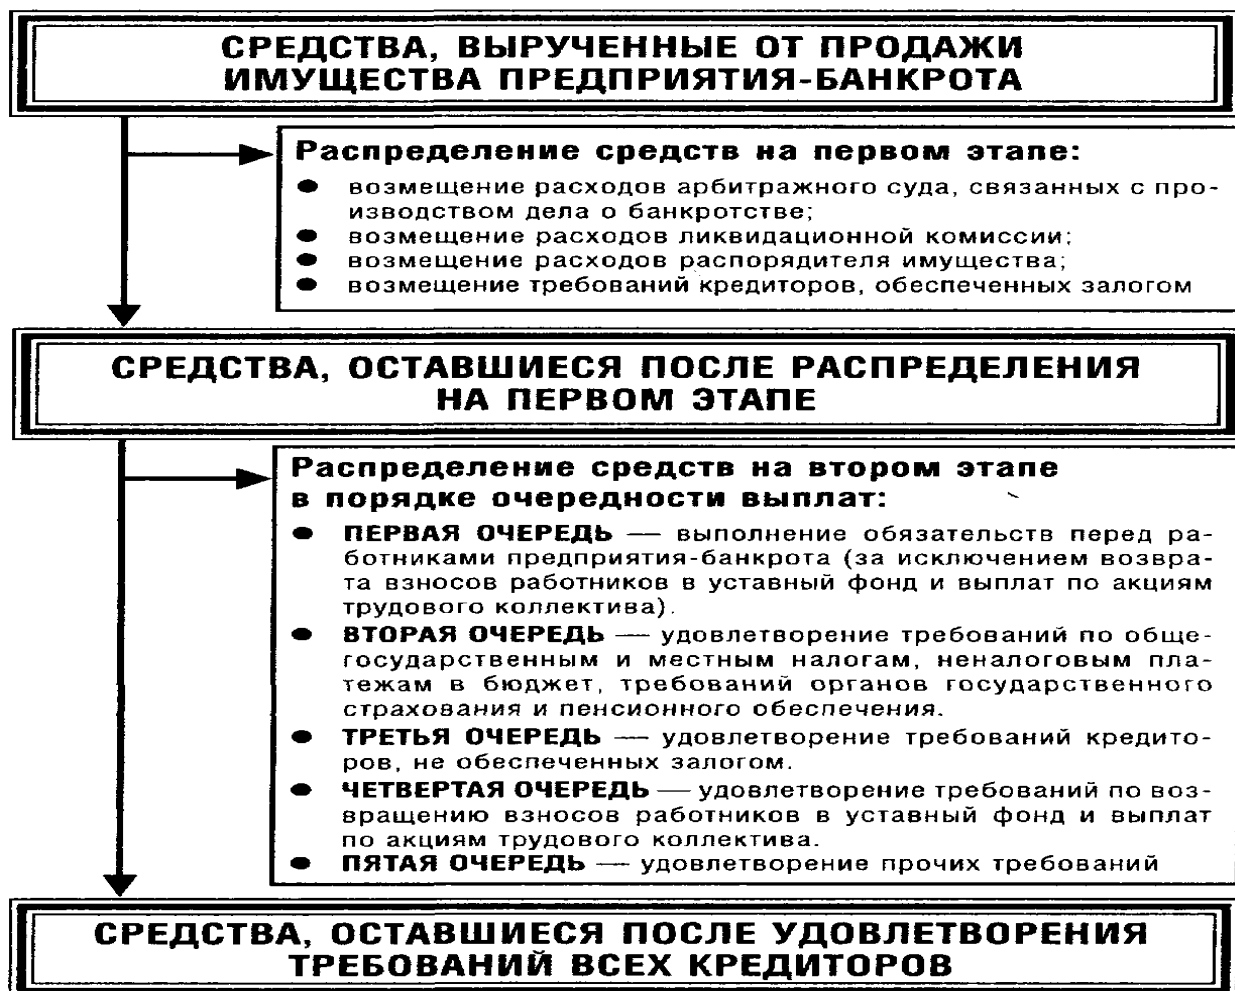 СРЕДСТВА, ВЫРУЧЕННЫЕ ОТ ПРОДАЖИ
ИМУЩЕСТВА ПРЕДПРИЯТИЯ-БАНКРОТА
Распределение средств на первом этапе:
● возмещение расходов арбитражного суда, связанных с про-
изводством дела о банкротстве;
● возмещение расходов ликвидационной комиссии;
● возмещение расходов распорядителя имущества;
● возмещение требований кредиторов, обеспеченных залогом
СРЕДСТВА, ОСТАВШИЕСЯ ПОСЛЕ РАСПРЕДЕЛЕНИЯ
НА ПЕРВОМ ЭТАПЕ
Распределение средств на втором этапе
в порядке очередности выплат:
● ПЕРВАЯ ОЧЕРЕДЬ — выполнение обязательств перед ра-
ботниками предприятия-банкрота (за исключением возвра-
та взносов работников в уставный фонд и выплат по акциям
трудового коллектива).
● ВТОРАЯ ОЧЕРЕДЬ — удовлетворение требований по обще-
государственным и местным налогам, неналоговым пла-
тежам в бюджет, требований органов государственного
страхования и пенсионного обеспечения.
● ТРЕТЬЯ ОЧЕРЕДЬ — удовлетворение требований кредито-
ров, не обеспеченных залогом.
● ЧЕТВЕРТАЯ ОЧЕРЕДЬ — удовлетворение требований по воз-
вращению взносов работников в уставный фонд и выплат
по акциям трудового коллектива.
● ПЯТАЯ ОЧЕРЕДЬ — удовлетворение прочих требований
СРЕДСТВА, ОСТАВШИЕСЯ ПОСЛЕ УДОВЛЕТВОРЕНИЯ
ТРЕБОВАНИЙ ВСЕХ КРЕДИТОРОВ